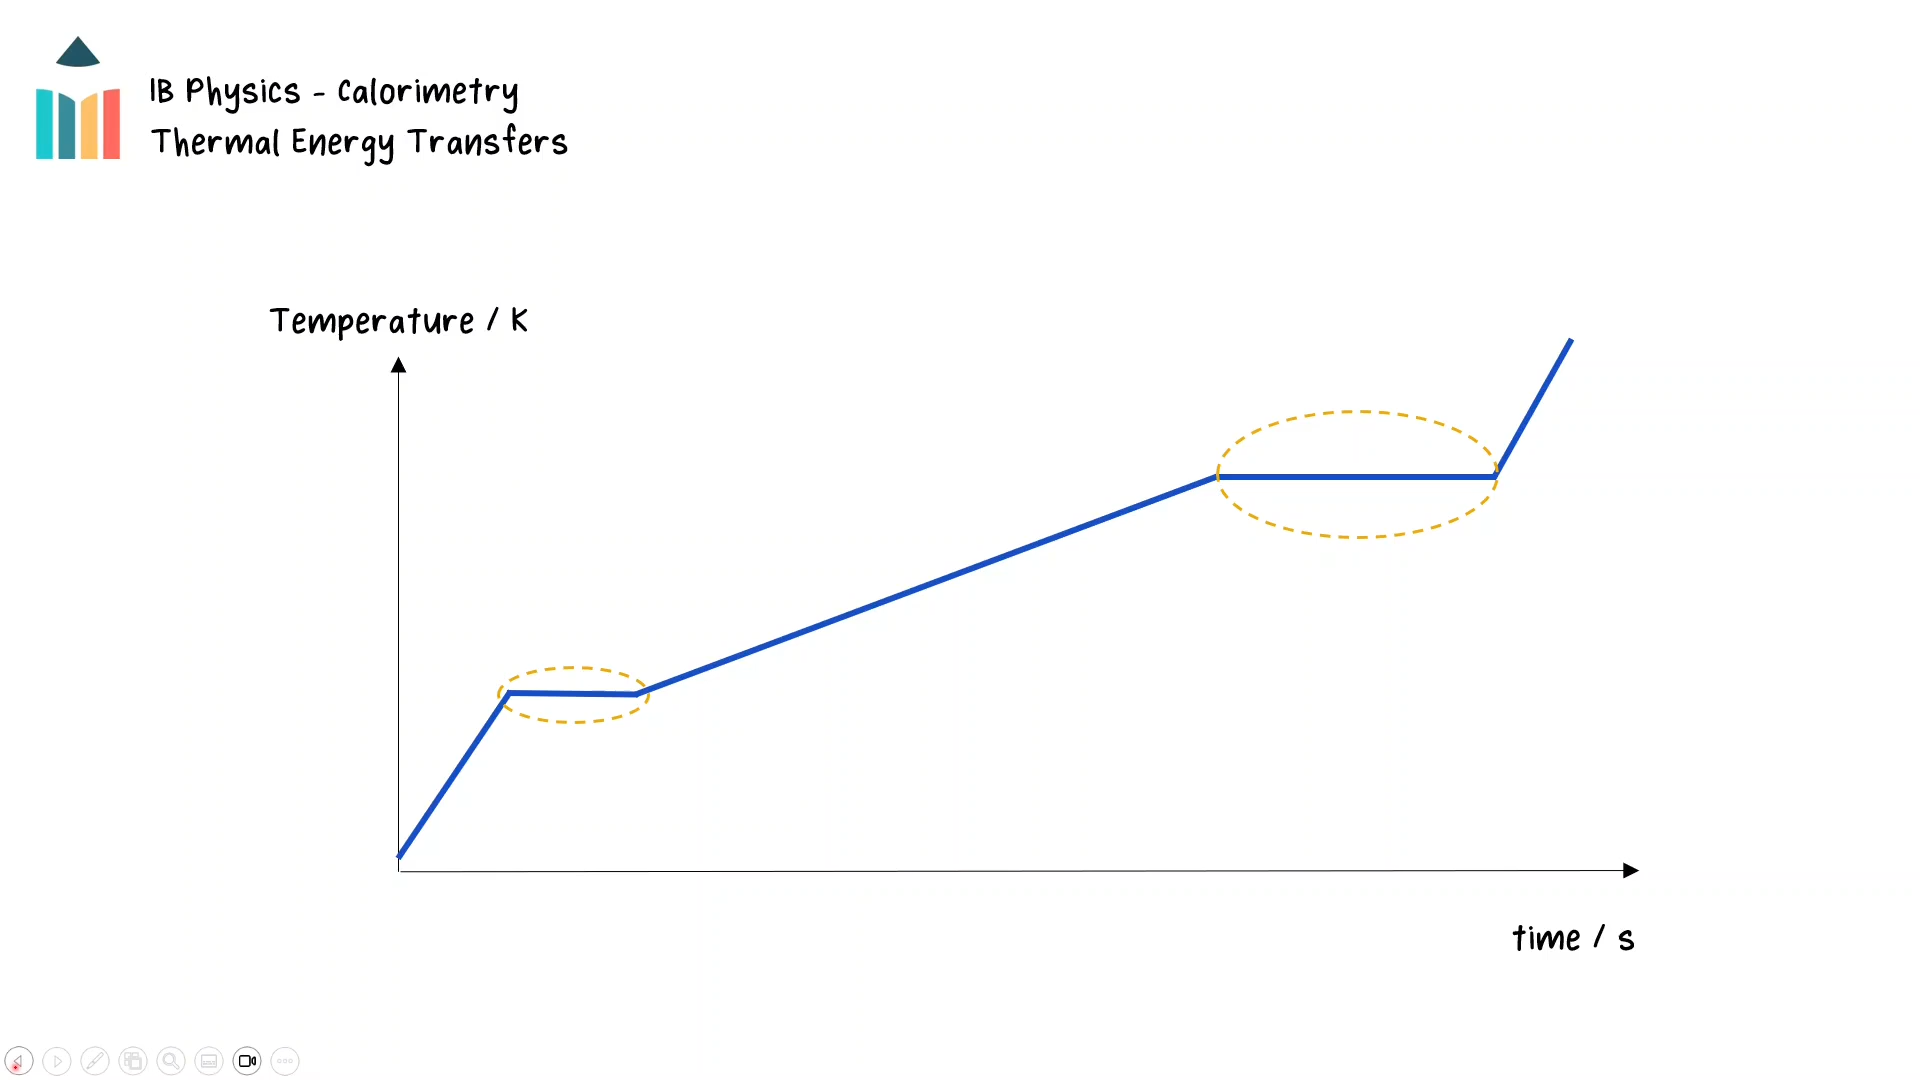 IB Physics - Calorimetry
Thermal Energy Transfers
Temperature / K
time / s